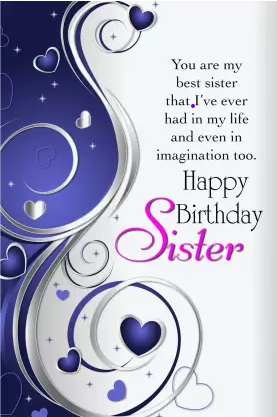 You are my
best sister
that I've ever
had in my life
and even in
imagination too.
Happy
Birthday
Sister